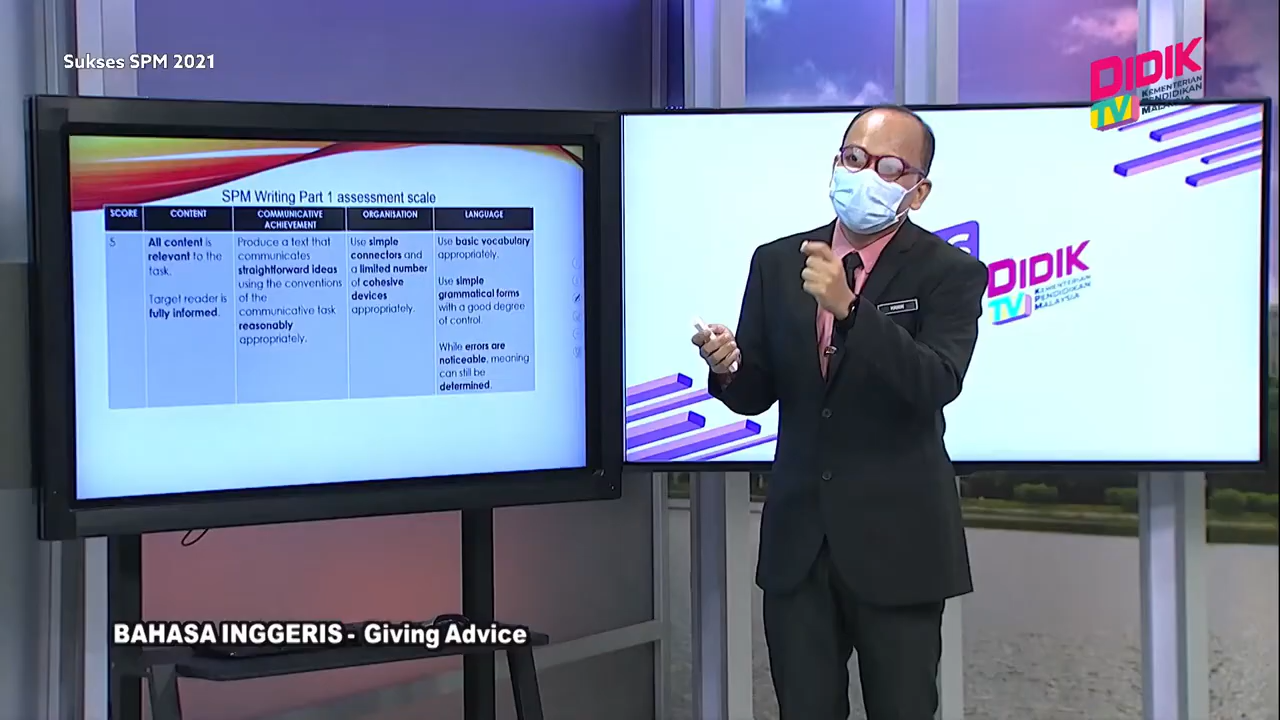 Sukses SPM 2021
DIDIK
TV
KEMENTERIAN
PENDIDIKAN
MALAYSIA
SPM Writing Part 1 assessment scale
SCORE
CONTENT
COMMUNICATIVE
ACHIEVEMENT
ORGANISATION
LANGUAGE
5
All content is
relevant to the
task.
Target reader is
fully informed.
Produce a text that
communicates
straightforward ideas
using the conventions
of the
communicative task
reasonably
appropriately.
Use simple
connectors and
a limited number
of cohesive
devices
appropriately.
Use basic vocabulary
appropriately.
Use simple
grammatical forms
with a good degree
of control.
While errors are
noticeable, meaning
can still be
determined.
DIDIK
TV
KEMENTERIAN
PENDIDIKAN
MALAYSIA
BAHASA INGGERIS - Giving Advice